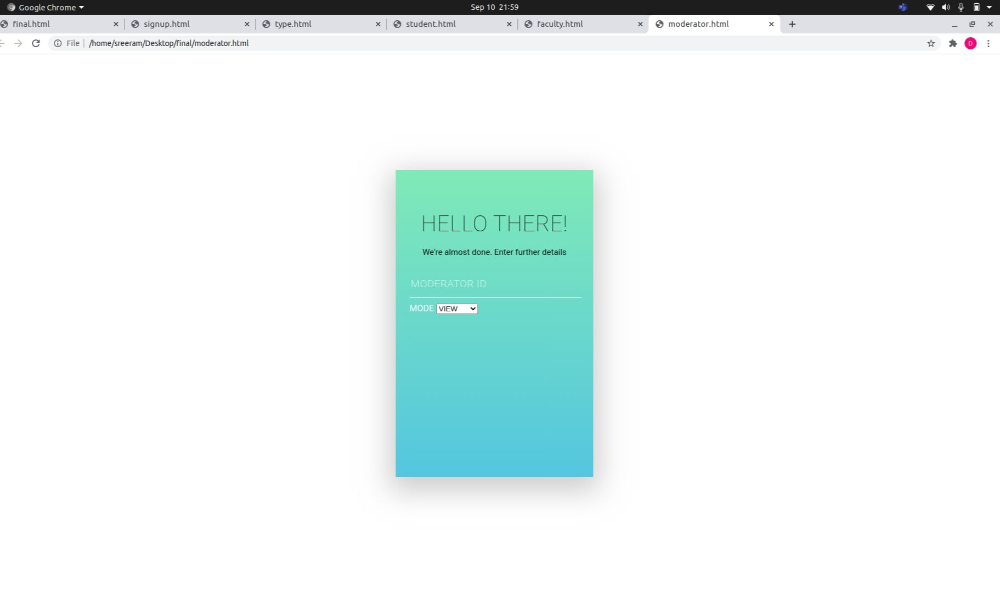 Google Chrome
Sep 10 21:59
final.html
signup.html
type.html
student.html
faculty.html
moderator.html
File
/home/sreeram/Desktop/final/moderator.html
D
HELLO THERE!
We're almost done. Enter further details
MODERATOR ID
MODE VIEW